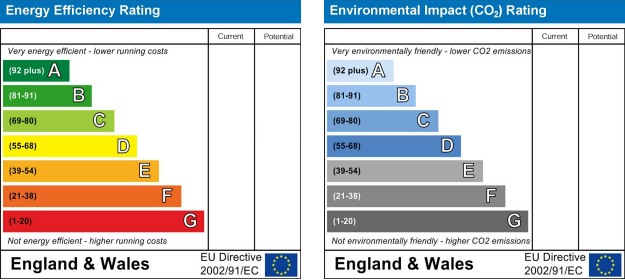 Energy Efficiency Rating
Current Potential
Very energy efficient - lower running costs
(92 plus) A
(81-91) B
(69-80) C
(55-68) D
(39-54) E
(21-38) F
(1-20) G
Not energy efficient - higher running costs
England & Wales
EU Directive
2002/91/EC
Environmental Impact (CO₂) Rating
Current Potential
Very environmentally friendly - lower CO2 emissions
(92 plus) A
(81-91) B
(69-80) C
(55-68) D
(39-54) E
(21-38) F
(1-20) G
Not environmentally friendly - higher CO2 emissions
England & Wales
EU Directive
2002/91/EC